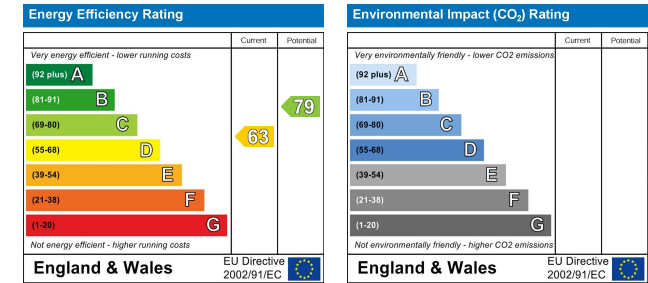 Energy Efficiency Rating
Current Potential
Very energy efficient - lower running costs
(92 plus) A
(81-91) B
(69-80) C
(55-68) D
(39-54) E
(21-38) F
(1-20) G
63
79
Not energy efficient - higher running costs
England & Wales
EU Directive
2002/91/EC
Environmental Impact (CO₂) Rating
Current Potential
Very environmentally friendly - lower CO2 emissions
(92 plus) A
(81-91) B
(69-80) C
(55-68) D
(39-54) E
(21-38) F
(1-20) G
Not environmentally friendly - higher CO2 emissions
England & Wales
EU Directive
2002/91/EC